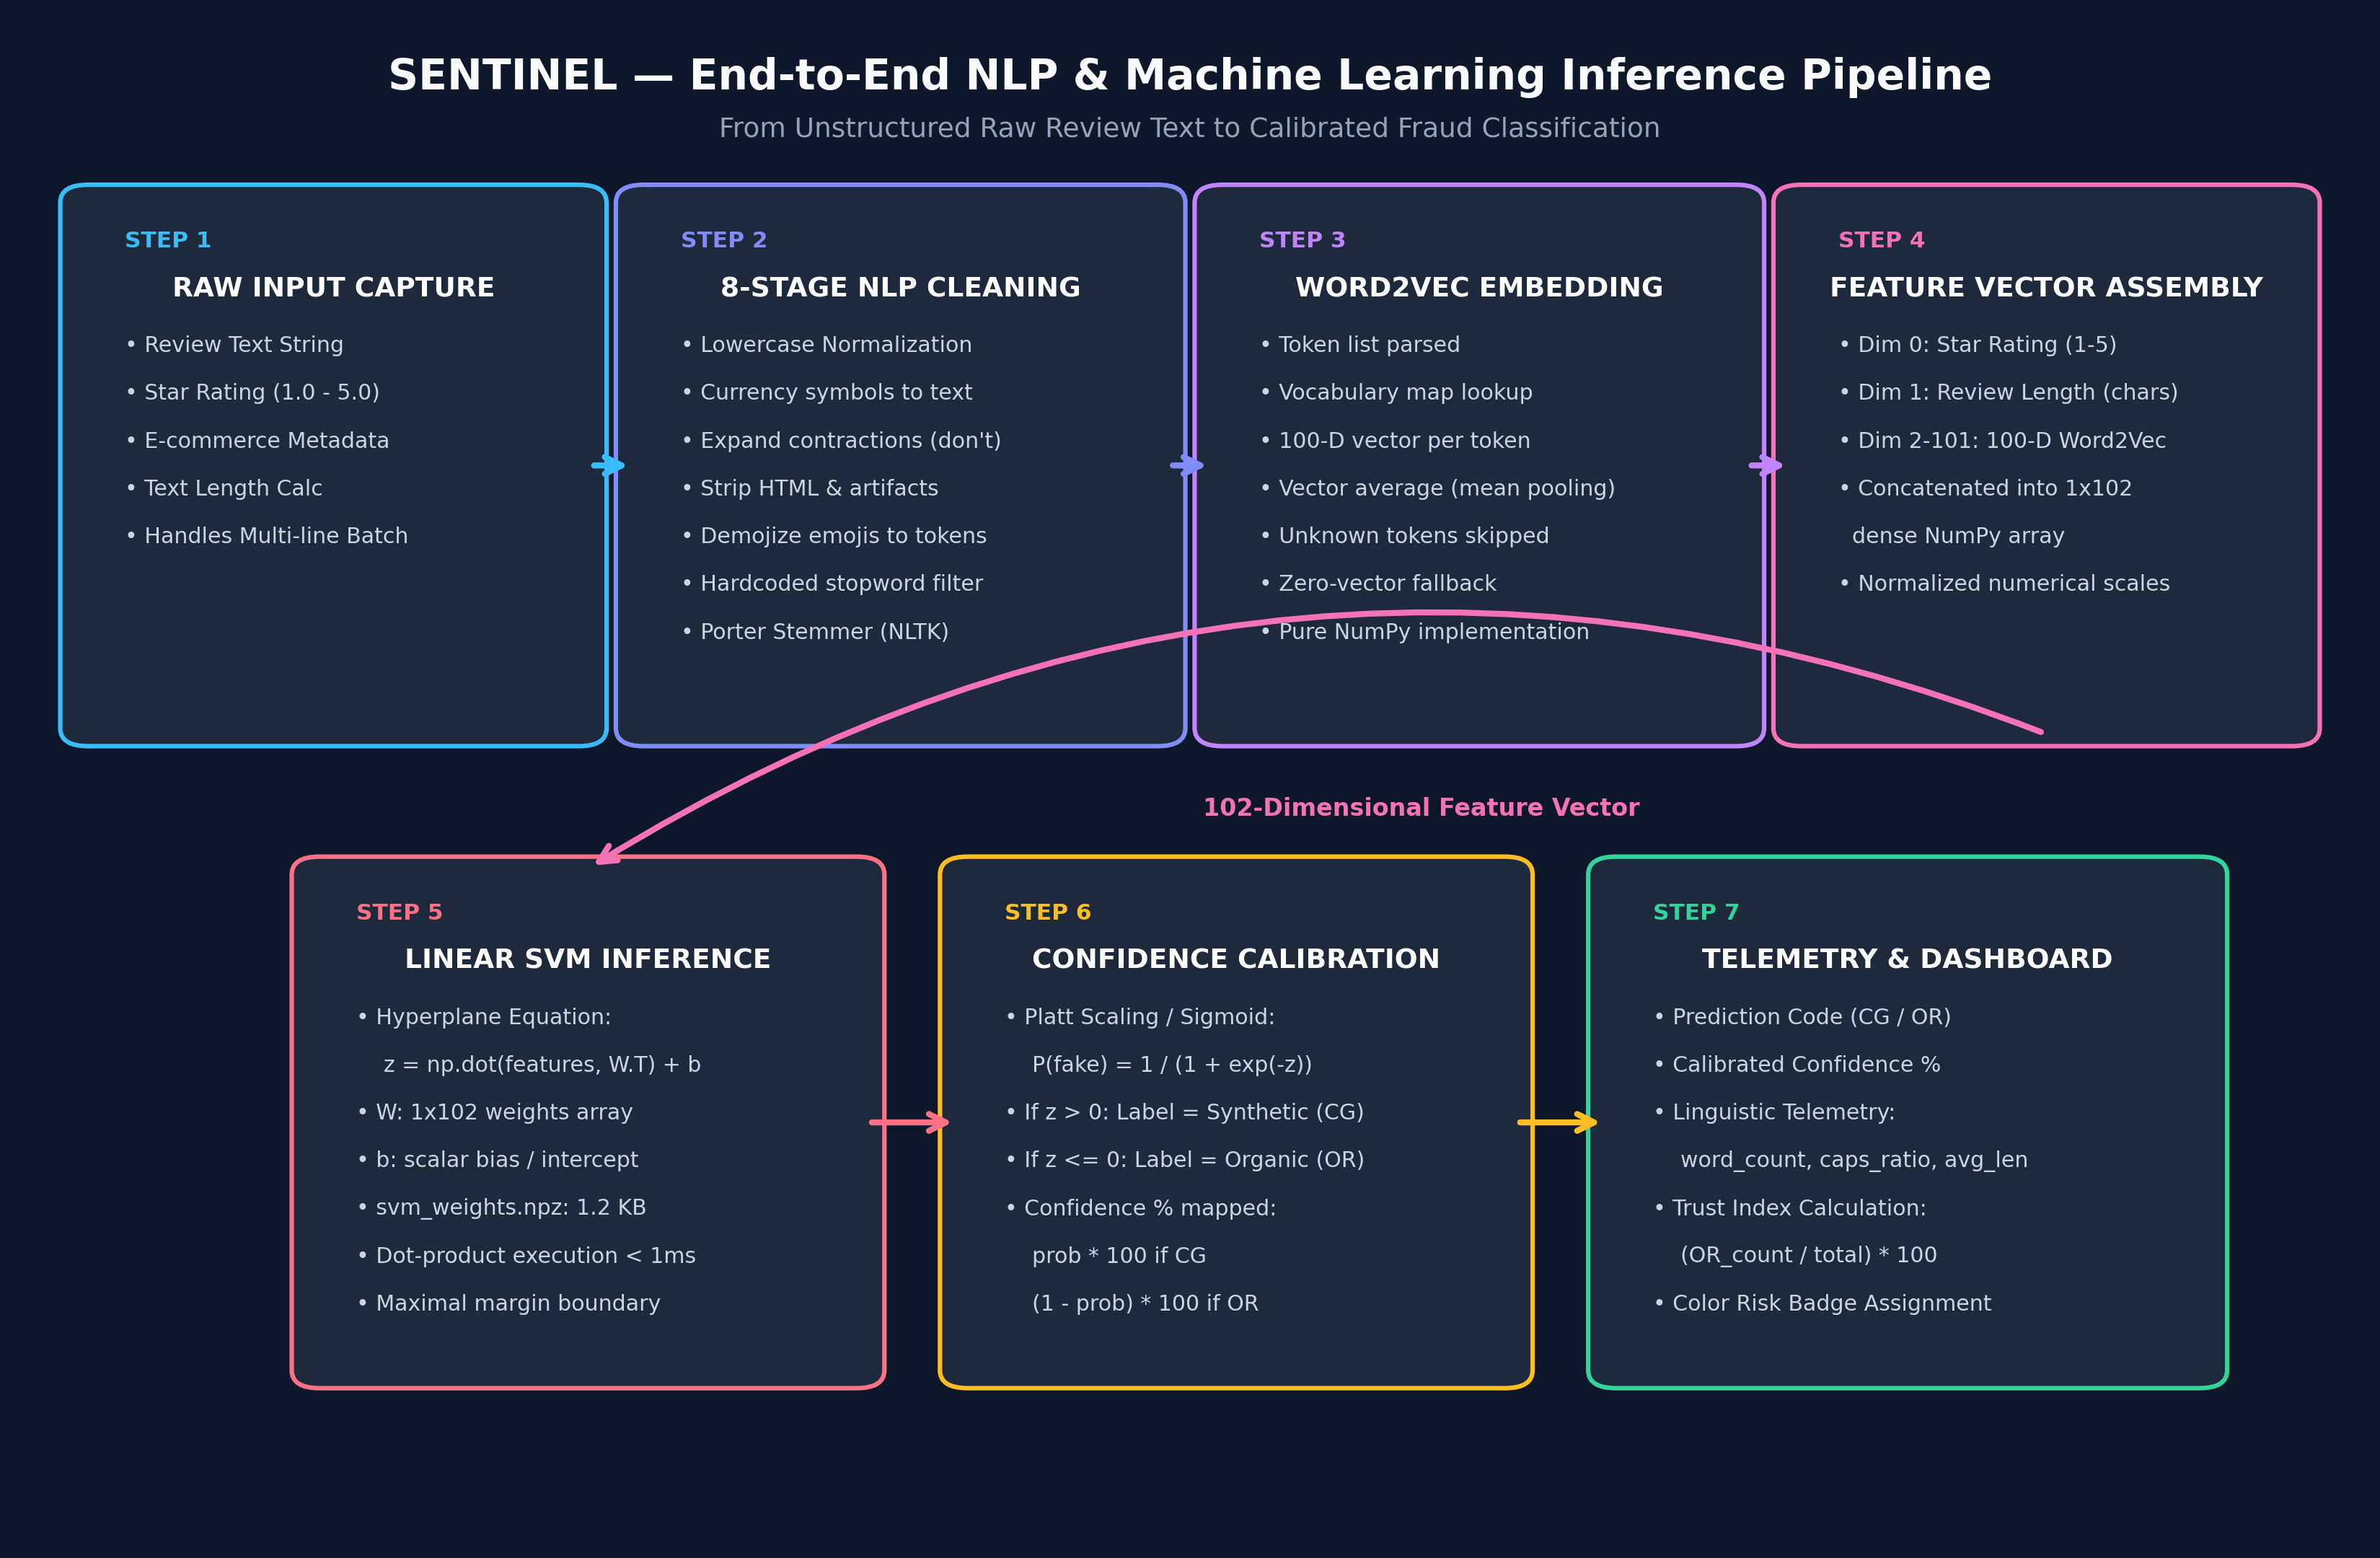 SENTINEL — End-to-End NLP & Machine Learning Inference Pipeline
From Unstructured Raw Review Text to Calibrated Fraud Classification
STEP 1
RAW INPUT CAPTURE
• Review Text String
• Star Rating (1.0 - 5.0)
• E-commerce Metadata
• Text Length Calc
• Handles Multi-line Batch
STEP 2
8-STAGE NLP CLEANING
• Lowercase Normalization
• Currency symbols to text
• Expand contractions (don't)
• Strip HTML & artifacts
• Demojize emojis to tokens
• Hardcoded stopword filter
• Porter Stemmer (NLTK)
STEP 3
WORD2VEC EMBEDDING
• Token list parsed
• Vocabulary map lookup
• 100-D vector per token
• Vector average (mean pooling)
• Unknown tokens skipped
• Zero-vector fallback
• Pure NumPy implementation
STEP 4
FEATURE VECTOR ASSEMBLY
• Dim 0: Star Rating (1-5)
• Dim 1: Review Length (chars)
• Dim 2-101: 100-D Word2Vec
• Concatenated into 1x102
dense NumPy array
• Normalized numerical scales
102-Dimensional Feature Vector
STEP 5
LINEAR SVM INFERENCE
• Hyperplane Equation:
z = np.dot(features, W.T) + b
• W: 1x102 weights array
• b: scalar bias / intercept
• svm_weights.npz: 1.2 KB
• Dot-product execution < 1ms
• Maximal margin boundary
STEP 6
CONFIDENCE CALIBRATION
• Platt Scaling / Sigmoid:
P(fake) = 1 / (1 + exp(-z))
• If z > 0: Label = Synthetic (CG)
• If z <= 0: Label = Organic (OR)
• Confidence % mapped:
prob * 100 if CG
(1 - prob) * 100 if OR
STEP 7
TELEMETRY & DASHBOARD
• Prediction Code (CG / OR)
• Calibrated Confidence %
• Linguistic Telemetry:
word_count, caps_ratio, avg_len
• Trust Index Calculation:
(OR_count / total) * 100
• Color Risk Badge Assignment